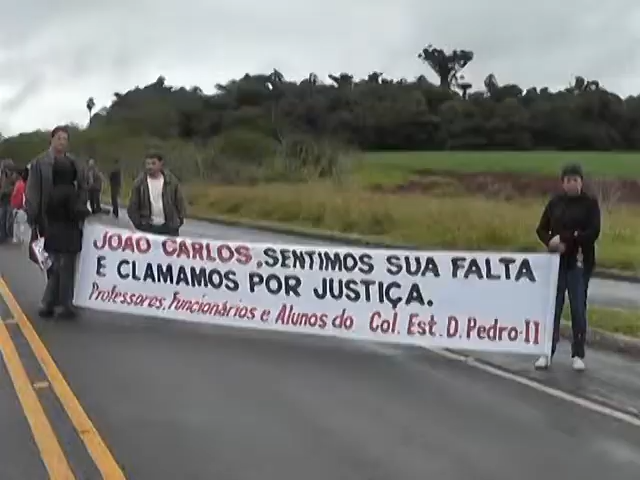 JOAO CARLOS, SENTIMOS SUA FALTA
E CLAMAMOS POR JUSTIÇA.
Professores, Funcionários e Alunos do Col. Est. D. Pedro-II